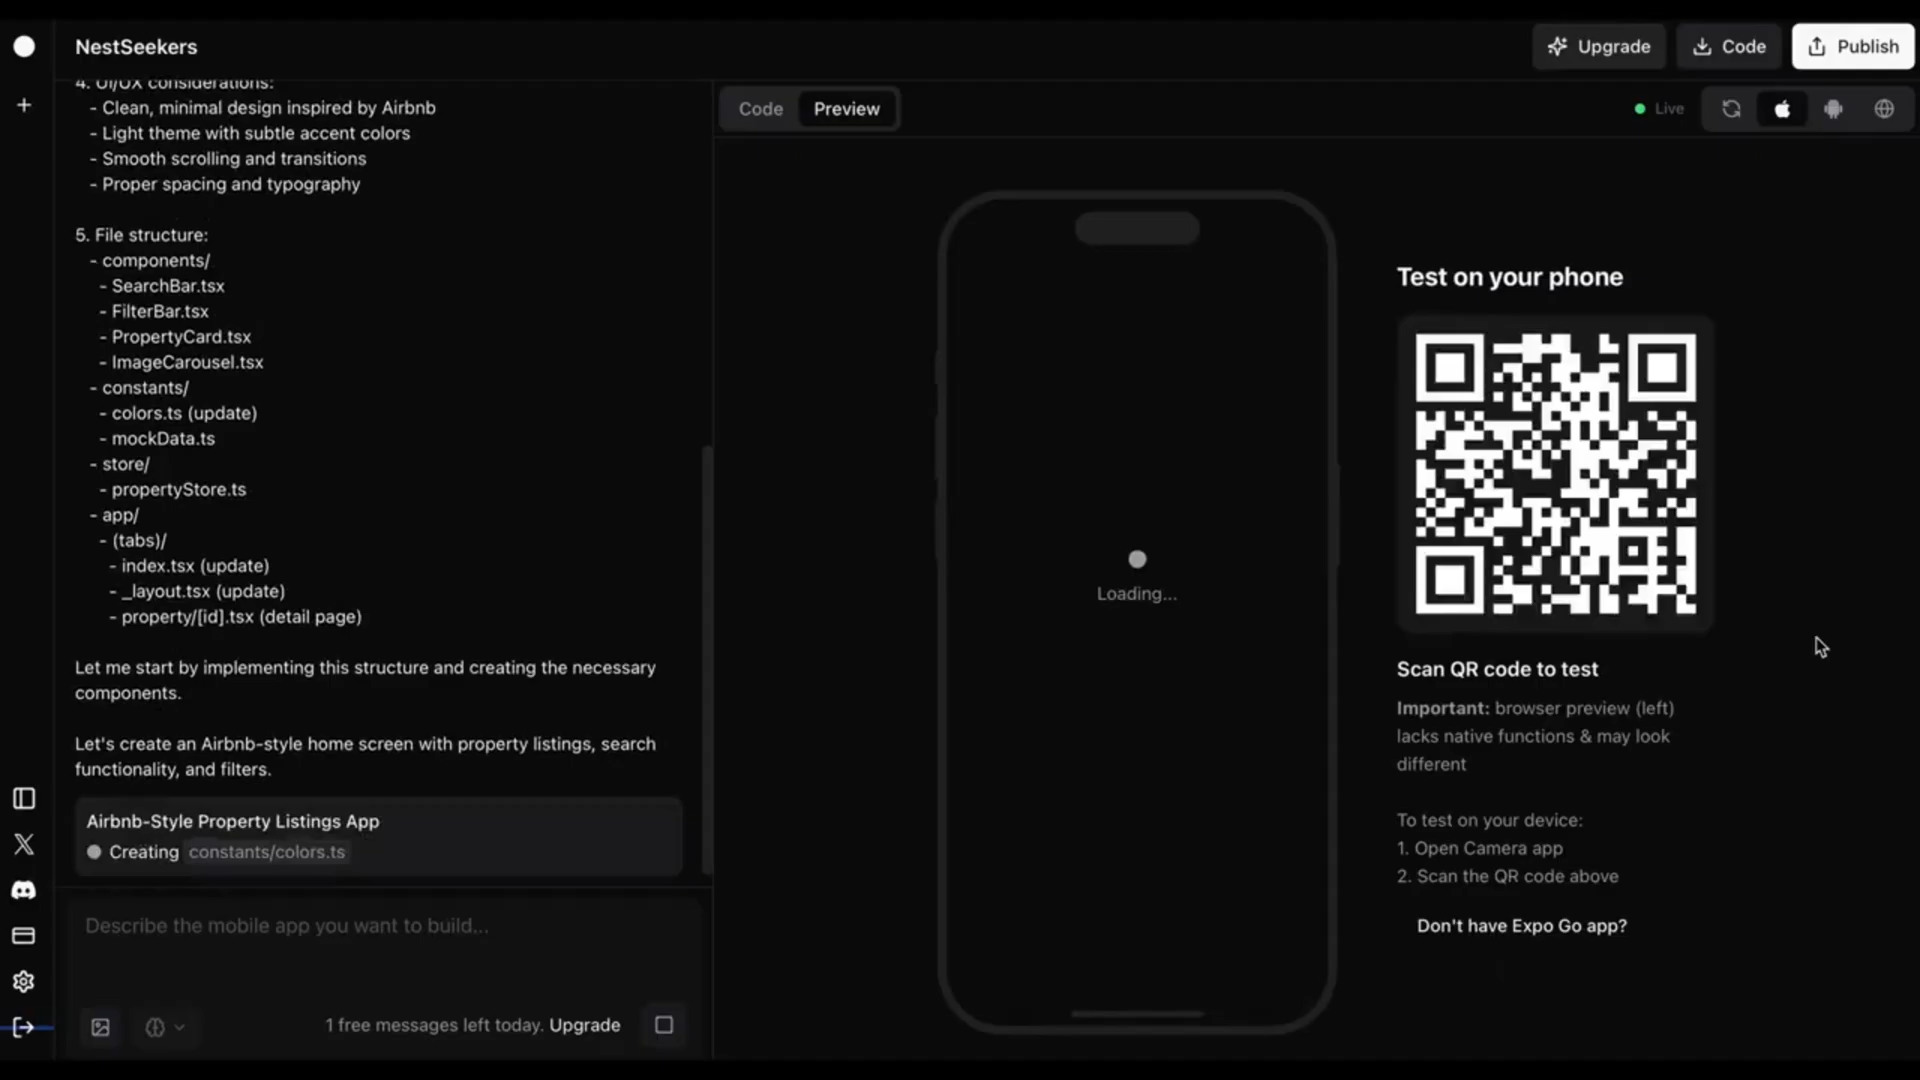 NestSeekers
Upgrade
Code
Publish
4. UI/UX considerations:
- Clean, minimal design inspired by Airbnb
- Light theme with subtle accent colors
- Smooth scrolling and transitions
- Proper spacing and typography
5. File structure:
- components/
- SearchBar.tsx
- FilterBar.tsx
- PropertyCard.tsx
- ImageCarousel.tsx
- constants/
- colors.ts (update)
- mockData.ts
- store/
- propertyStore.ts
- app/
- (tabs)/
- index.tsx (update)
- _layout.tsx (update)
- property/[id].tsx (detail page)
Let me start by implementing this structure and creating the necessary
components.
Let's create an Airbnb-style home screen with property listings, search
functionality, and filters.
Airbnb-Style Property Listings App
Creating constants/colors.ts
Describe the mobile app you want to build...
1 free messages left today. Upgrade
Code
Preview
Live
Loading...
Test on your phone
Scan QR code to test
Important: browser preview (left)
lacks native functions & may look
different
To test on your device:
1. Open Camera app
2. Scan the QR code above
Don't have Expo Go app?